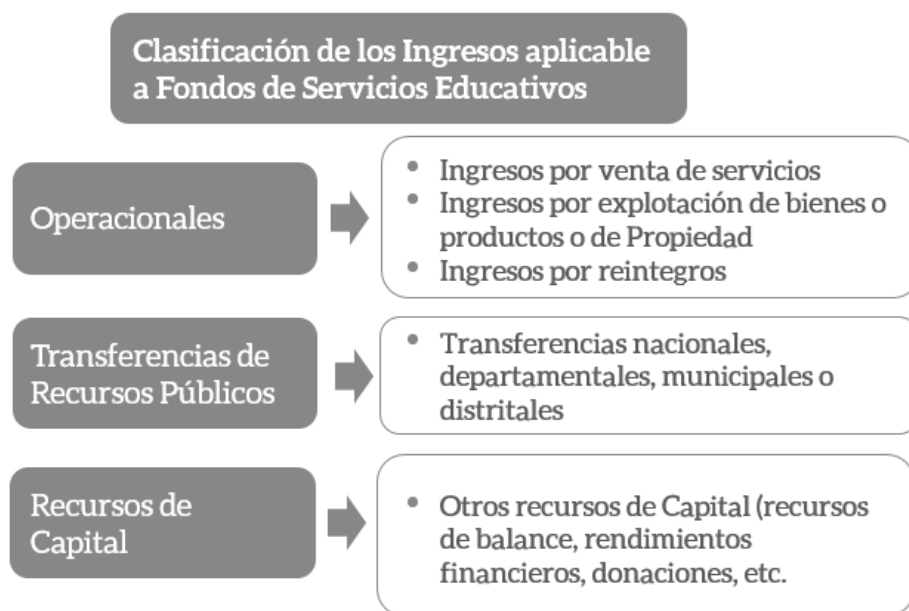 Clasificación de los Ingresos aplicable
a Fondos de Servicios Educativos
Operacionales
• Ingresos por venta de servicios
• Ingresos por explotación de bienes o
productos o de Propiedad
• Ingresos por reintegros
Transferencias de
Recursos Públicos
• Transferencias nacionales,
departamentales, municipales o
distritales
Recursos de
Capital
• Otros recursos de Capital (recursos
de balance, rendimientos
financieros, donaciones, etc.